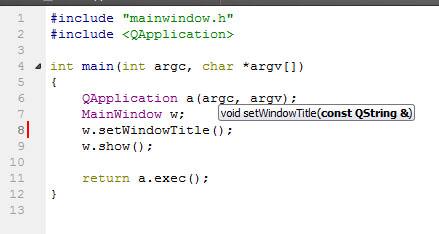 1 #include "mainwindow.h"
2 #include <QApplication>
3
4 int main(int argc, char *argv[])
5 {
6 QApplication a(argc, argv);
7 MainWindow w;
void setWindowTitle(const QString &)
8 w.setWindowTitle();
9 w.show();
10
11 return a.exec();
12 }
13